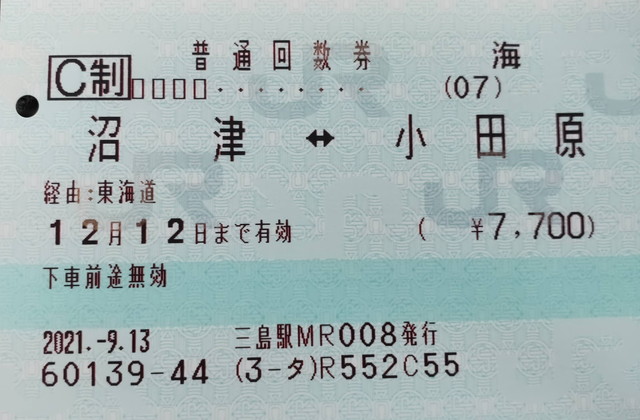 普通回数券 海
C制 □□□□・・・・・・・・ (07)
沼津 ↔ 小田原
経由:東海道
12月12日まで有効 ( ¥7,700)
下車前途無効
2021.-9.13 三島駅MR008発行
60139-44 (3-タ)R552C55